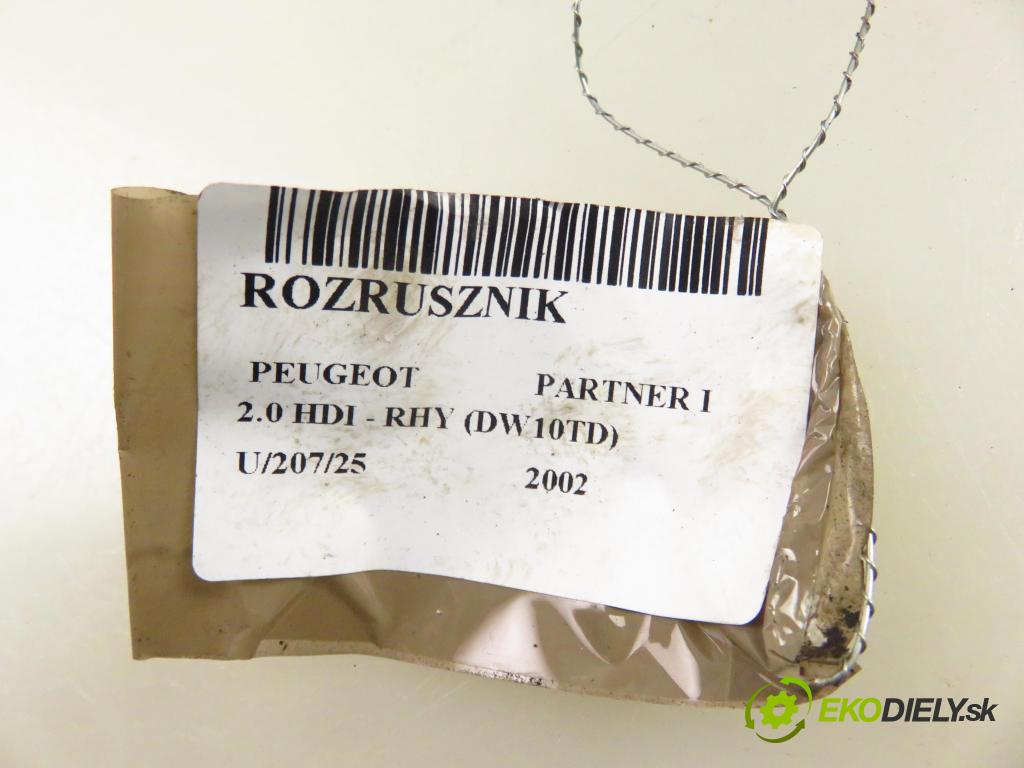 ROZRUSZNIK
PEUGEOT PARTNER I
2.0 HDI - RHY (DW10TD)
U/207/25 2002
EKODIELY.sk